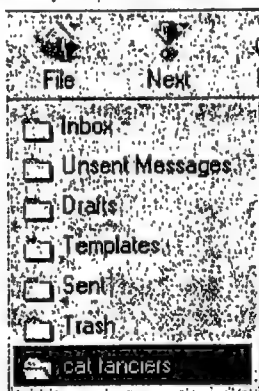 File Next
Inbox
Unsent Messages
Drafts
Templates
Sent
Trash
cat fanciers